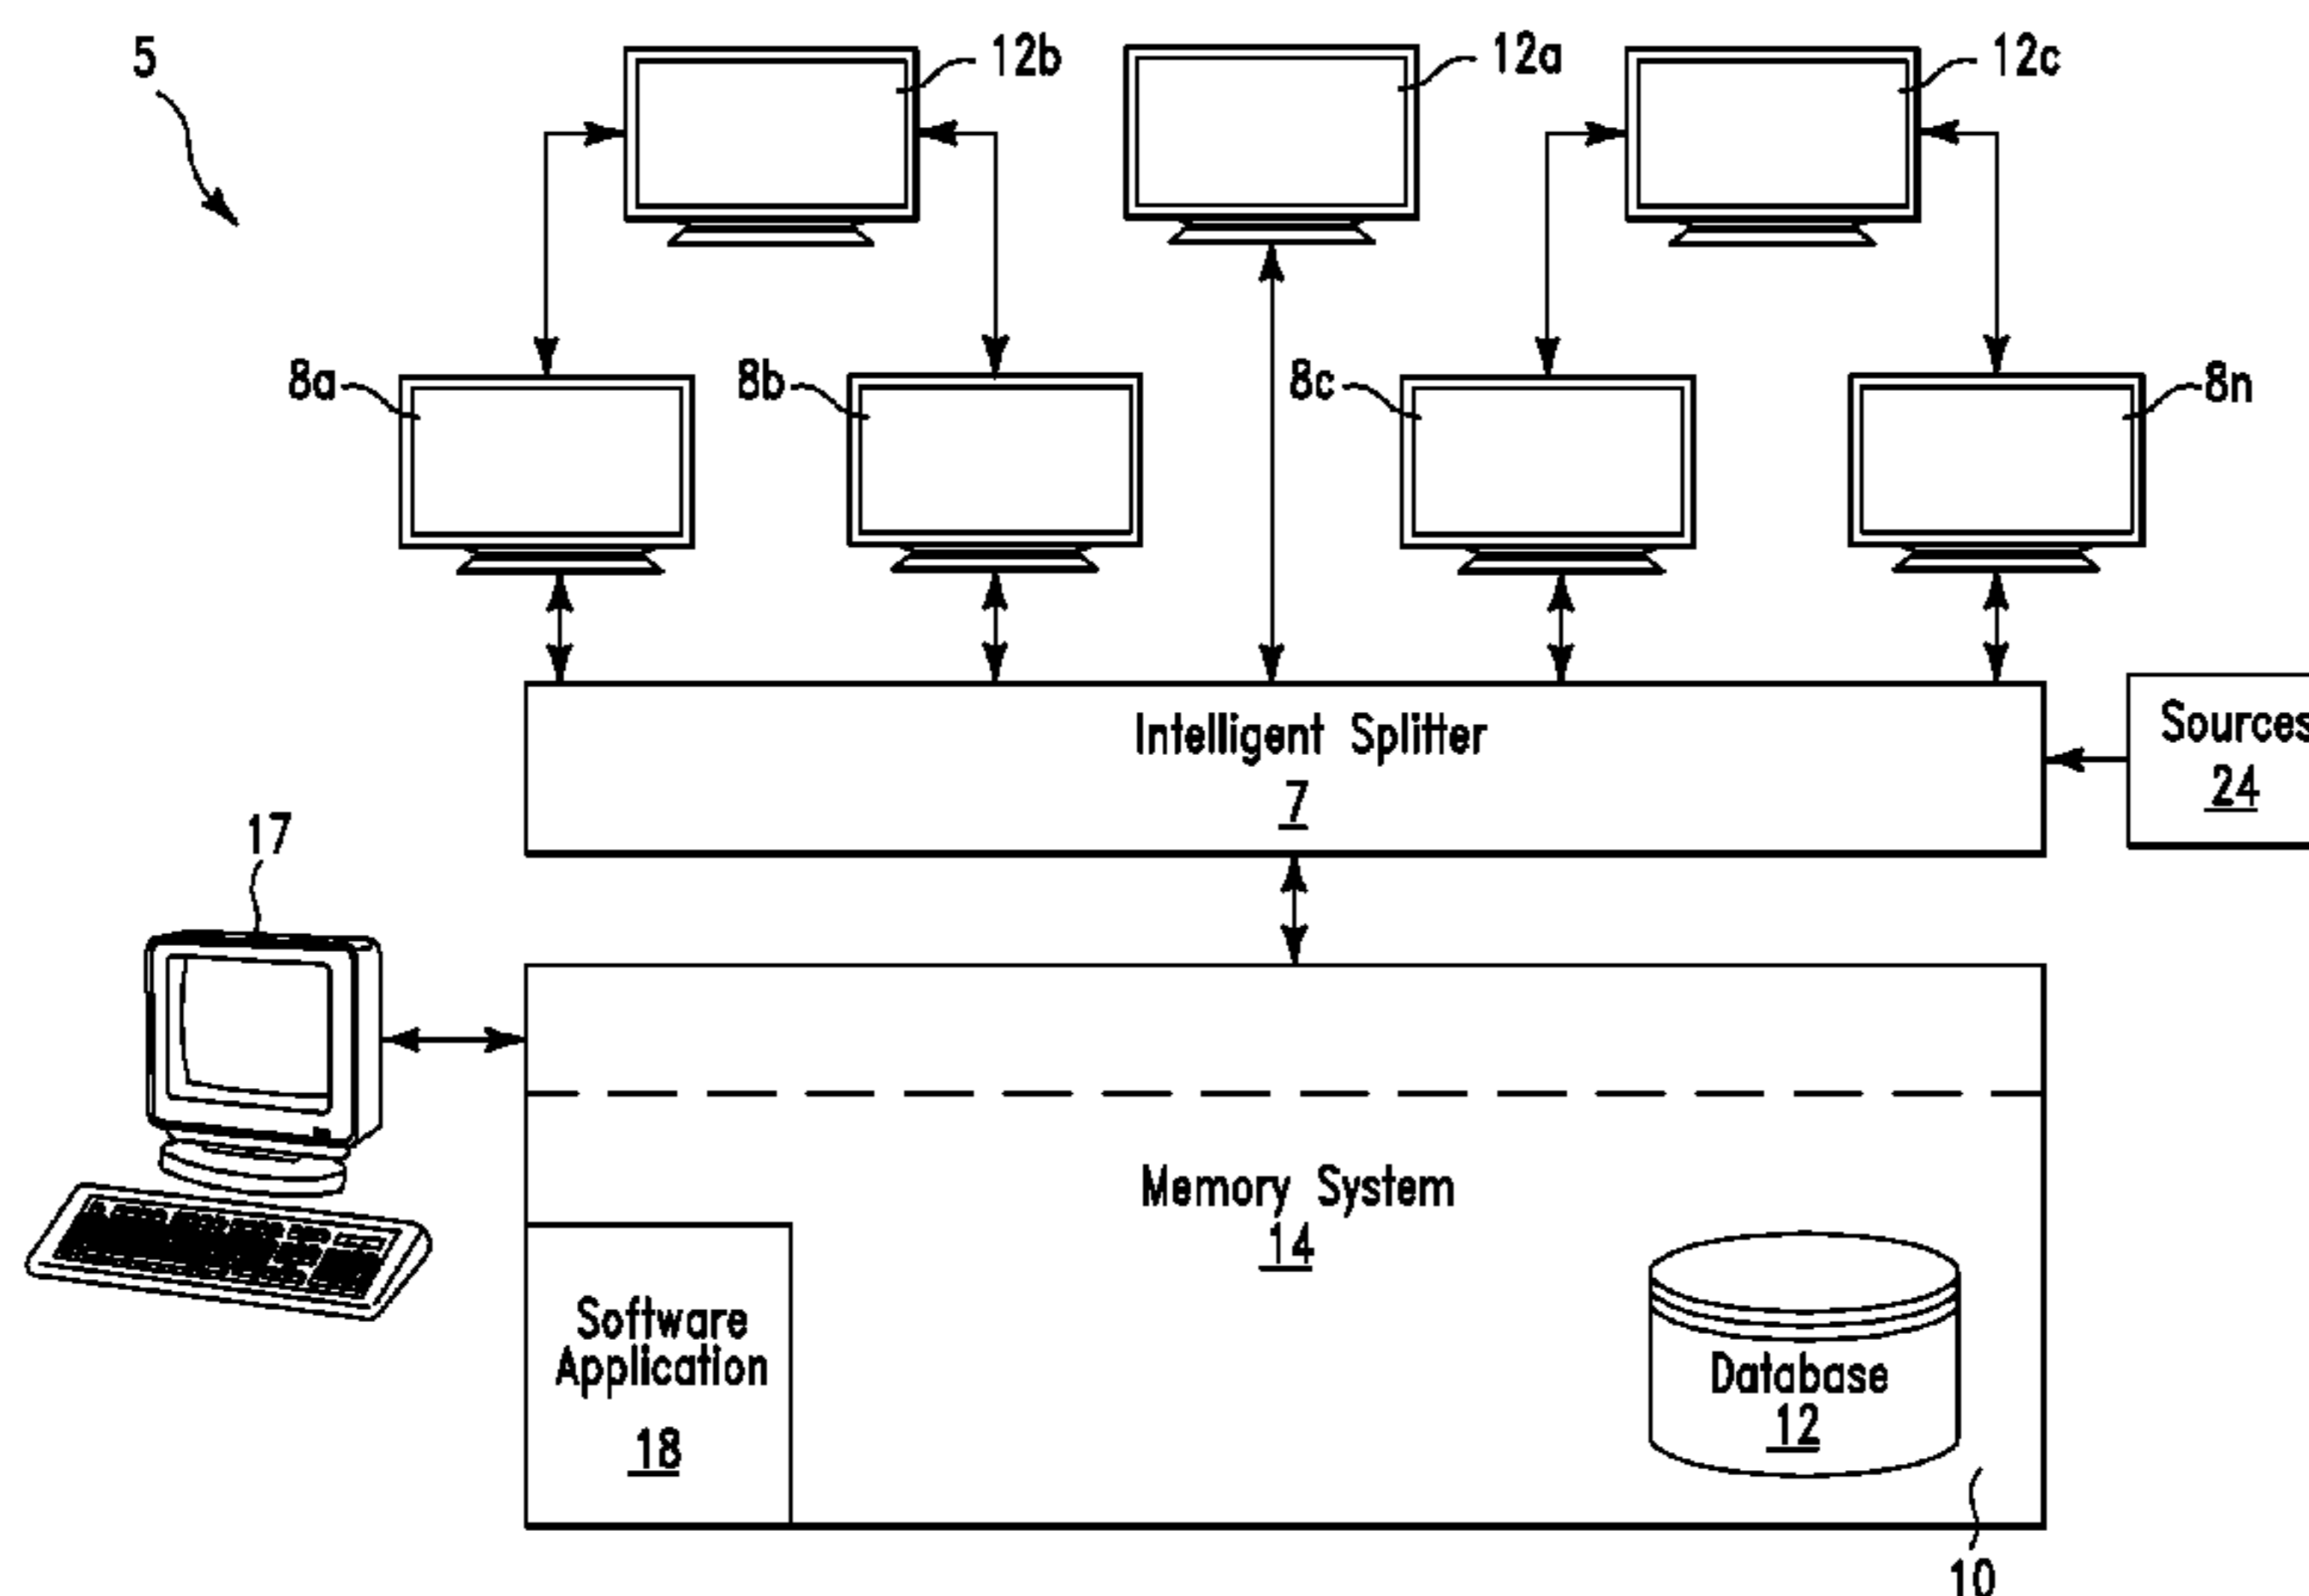 5
12b
12a
12c
8a
8b
8c
8n
Intelligent Splitter
7
Sources
24
17
Memory System
14
Software
Application
18
Database
12
10